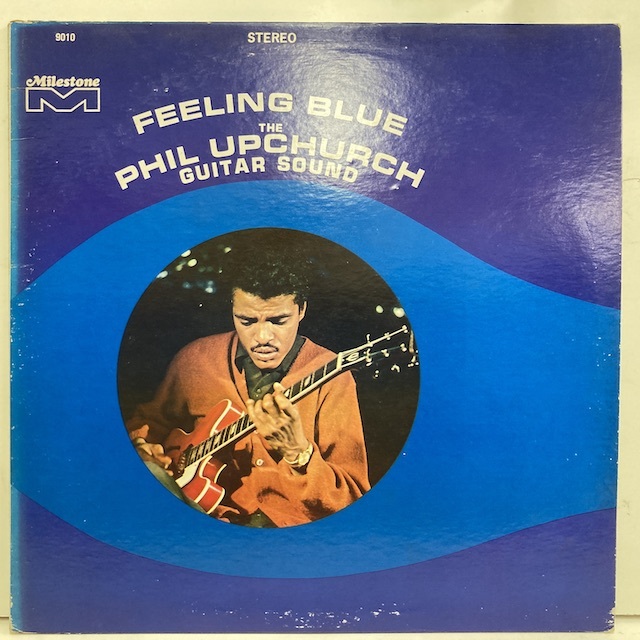 9010
STEREO
Milestone
M
FEELING BLUE
THE
PHIL UPCHURCH
GUITAR SOUND